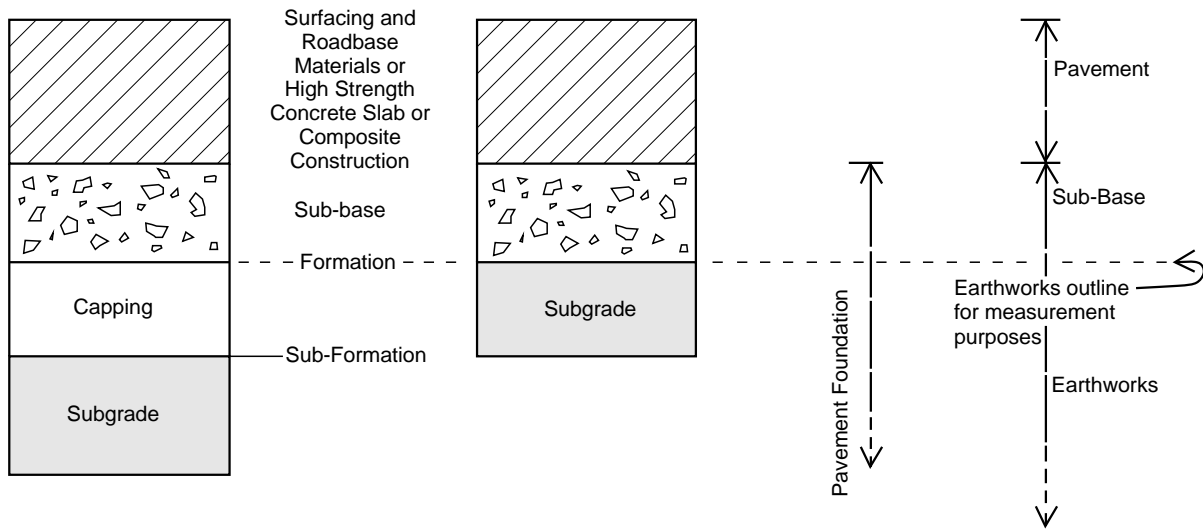 Surfacing and
Roadbase
Materials or
High Strength
Concrete Slab or
Composite
Construction
Sub-base
Formation
Capping
Sub-Formation
Subgrade
Subgrade
Pavement Foundation
Pavement
Sub-Base
Earthworks outline
for measurement
purposes
Earthworks